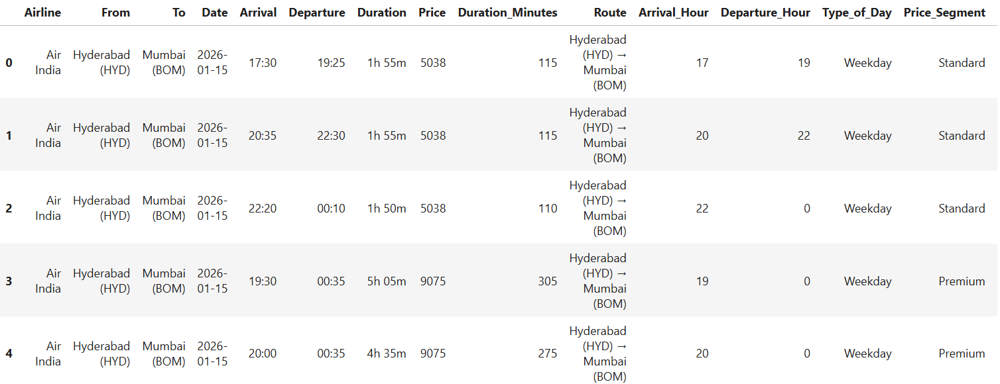 Airline From To Date Arrival Departure Duration Price Duration_Minutes Route Arrival_Hour Departure_Hour Type_of_Day Price_Segment
0 Air India Hyderabad (HYD) Mumbai (BOM) 2026-01-15 17:30 19:25 1h 55m 5038 115 Hyderabad (HYD) → Mumbai (BOM) 17 19 Weekday Standard
1 Air India Hyderabad (HYD) Mumbai (BOM) 2026-01-15 20:35 22:30 1h 55m 5038 115 Hyderabad (HYD) → Mumbai (BOM) 20 22 Weekday Standard
2 Air India Hyderabad (HYD) Mumbai (BOM) 2026-01-15 22:20 00:10 1h 50m 5038 110 Hyderabad (HYD) → Mumbai (BOM) 22 0 Weekday Standard
3 Air India Hyderabad (HYD) Mumbai (BOM) 2026-01-15 19:30 00:35 5h 05m 9075 305 Hyderabad (HYD) → Mumbai (BOM) 19 0 Weekday Premium
4 Air India Hyderabad (HYD) Mumbai (BOM) 2026-01-15 20:00 00:35 4h 35m 9075 275 Hyderabad (HYD) → Mumbai (BOM) 20 0 Weekday Premium